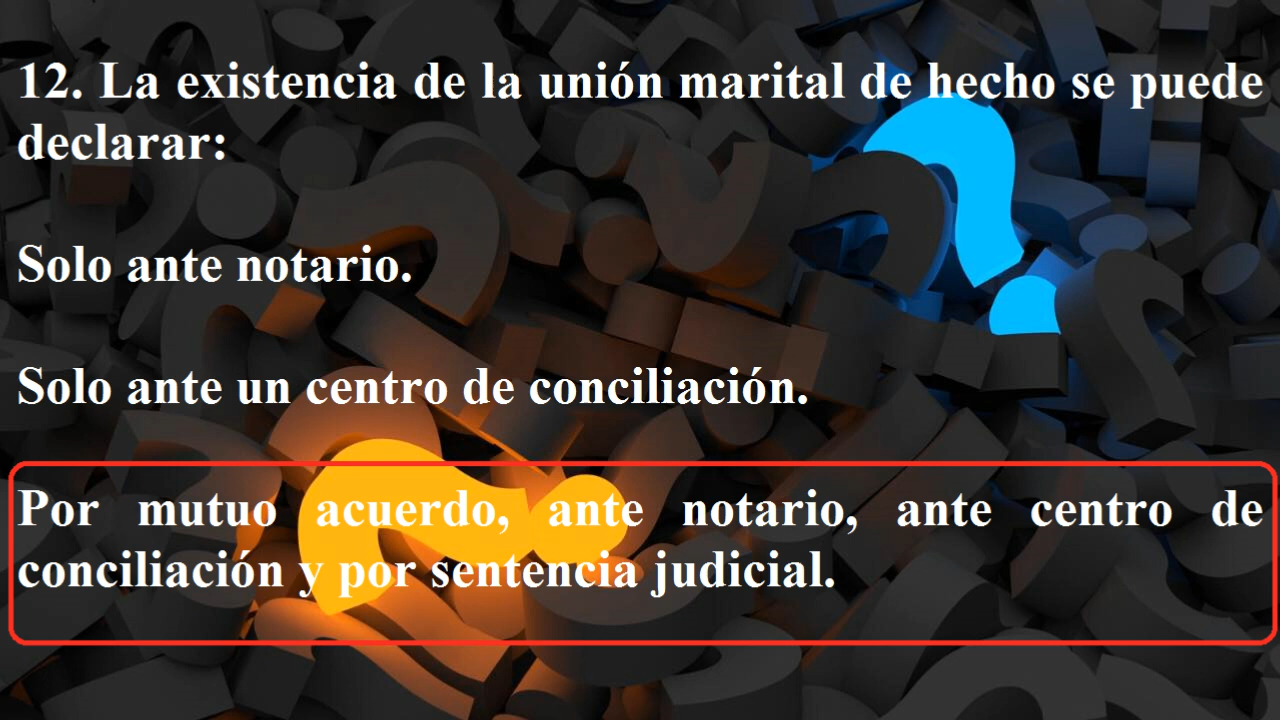 12. La existencia de la unión marital de hecho se puede
declarar:
Solo ante notario.
Solo ante un centro de conciliación.
Por mutuo acuerdo, ante notario, ante centro de
conciliación y por sentencia judicial.